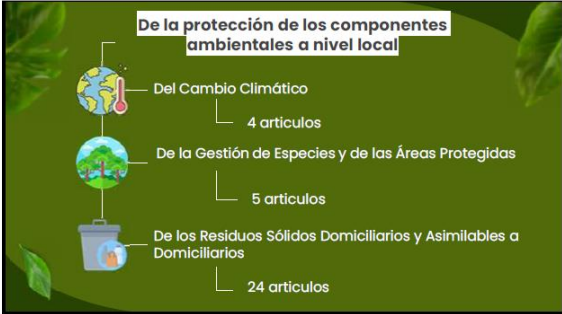 De la protección de los componentes
ambientales a nivel local
Del Cambio Climático
4 articulos
De la Gestión de Especies y de las Áreas Protegidas
5 articulos
De los Residuos Sólidos Domiciliarios y Asimilables a
Domiciliarios
24 articulos